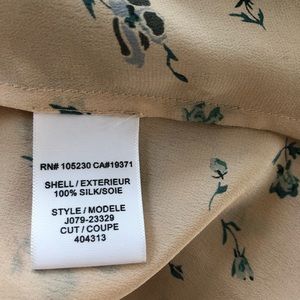 RN# 105230 CA#19371
SHELL / EXTERIEUR
100% SILK/SOIE
STYLE / MODELE
J079-23329
CUT / COUPE
404313